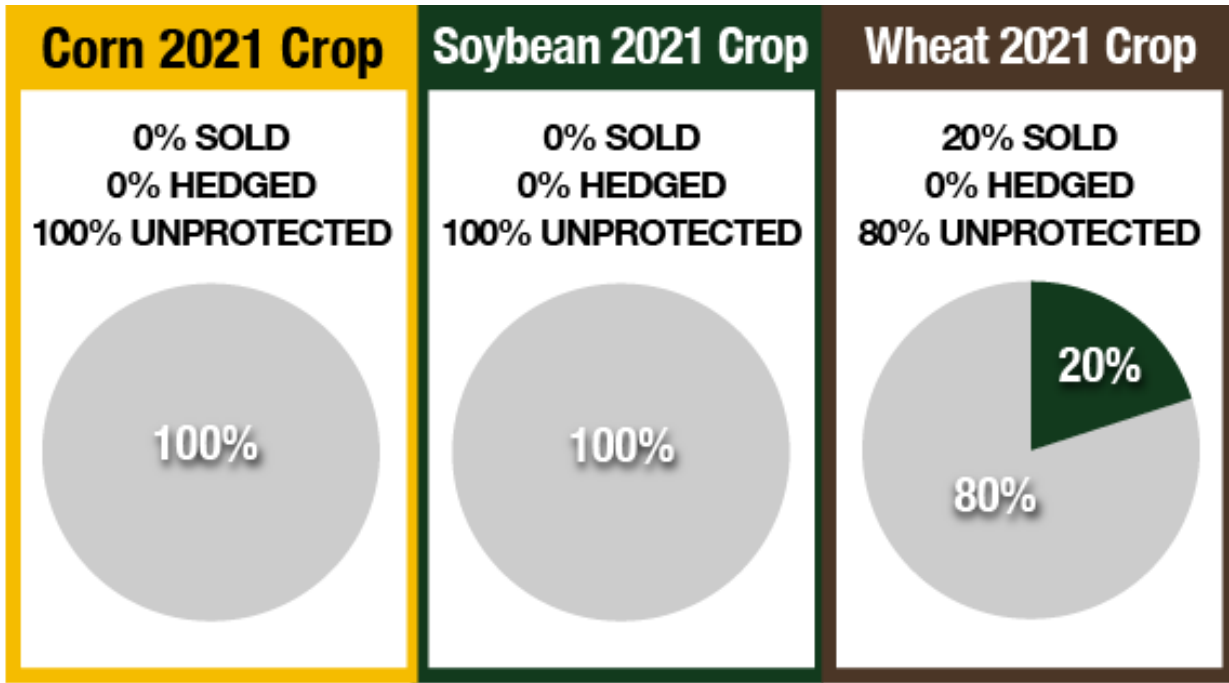 Corn 2021 Crop
0% SOLD
0% HEDGED
100% UNPROTECTED
100%
Soybean 2021 Crop
0% SOLD
0% HEDGED
100% UNPROTECTED
100%
Wheat 2021 Crop
20% SOLD
0% HEDGED
80% UNPROTECTED
20%
80%